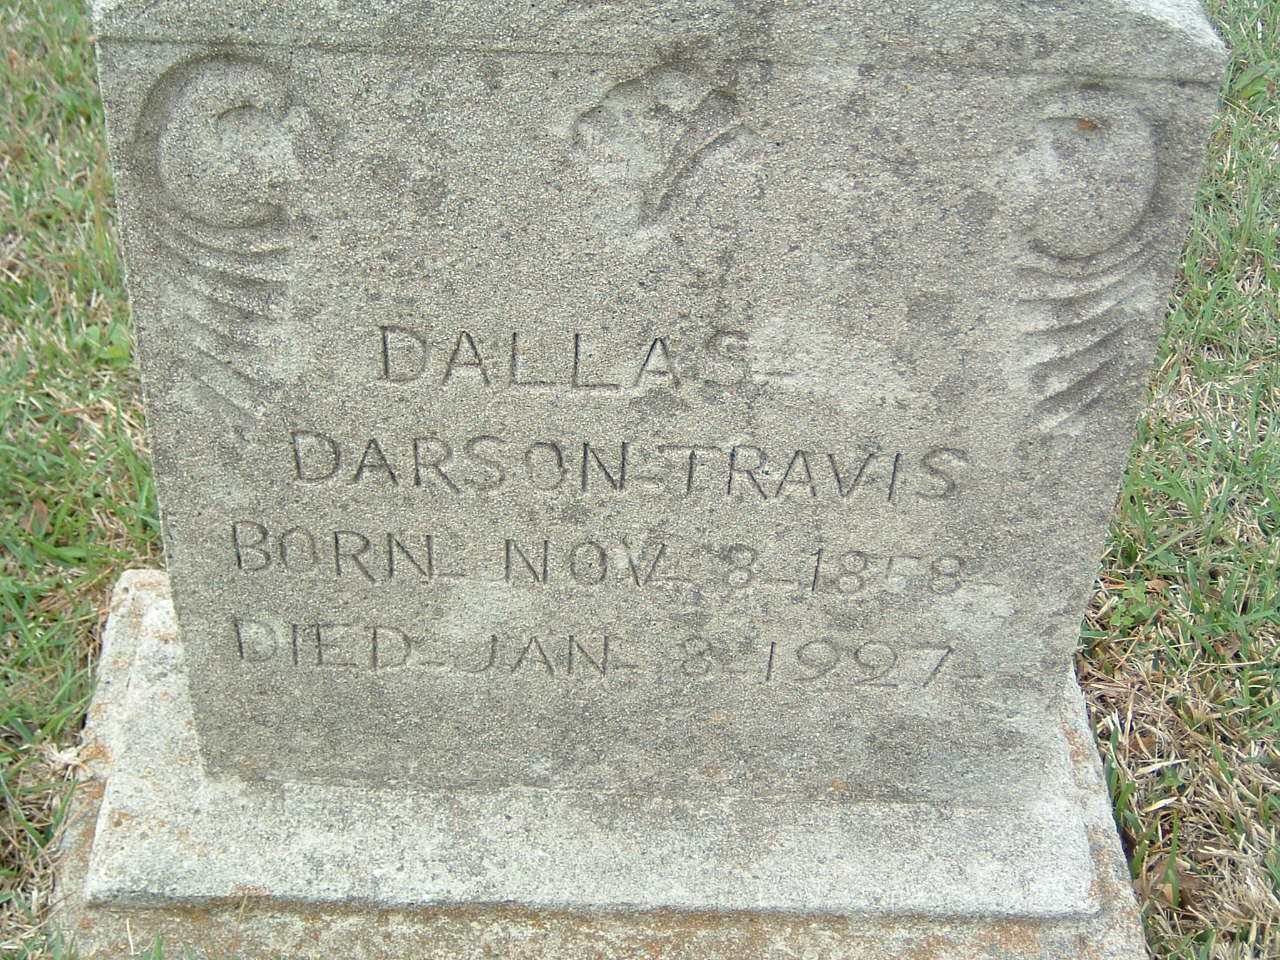 DALLAS-
DARSON-TRAVIS
BORN- NOV- 8-1858-
DIED-JAN- 8-1927-